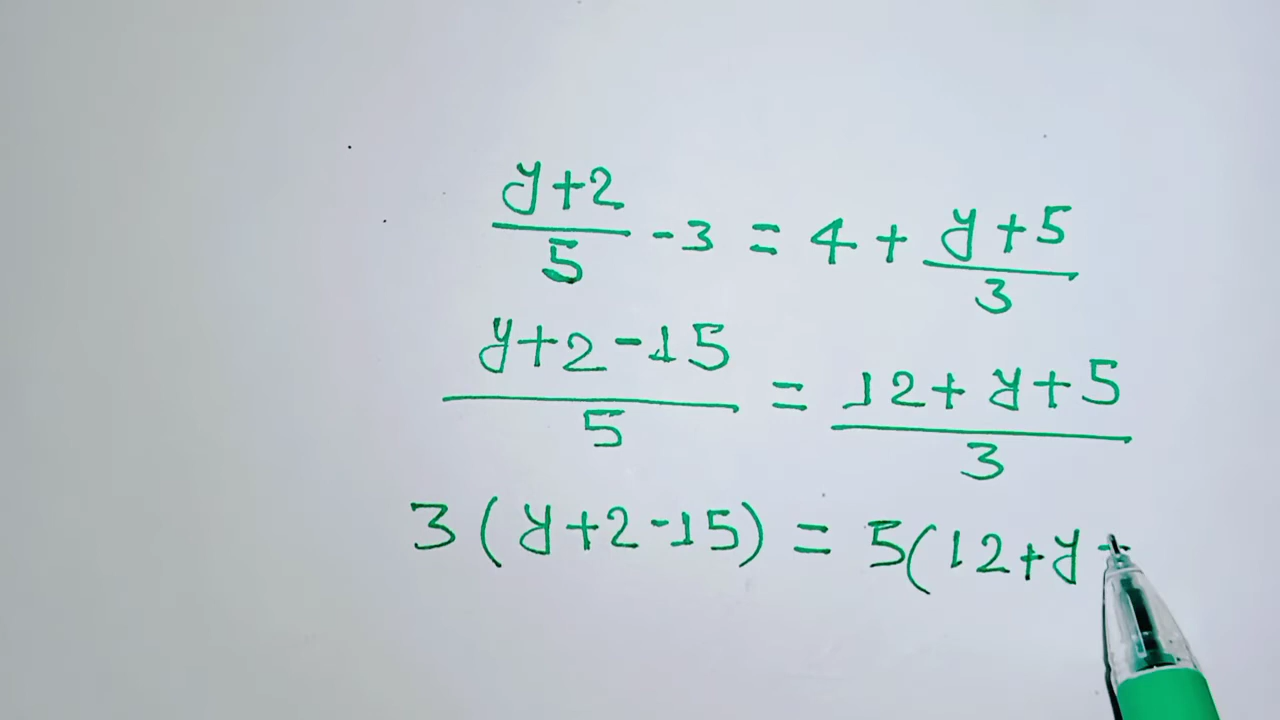 (y+2)/5 -3 = 4 + (y+5)/3
(y+2-15)/5 = (12+y+5)/3
3(y+2-15) = 5(12+y+